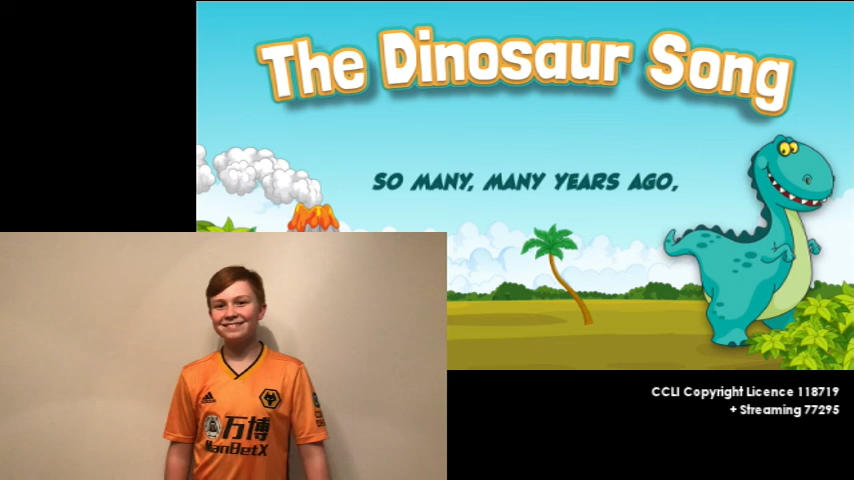 The Dinosaur Song
SO MANY, MANY YEARS AGO,
万博
ManBetX
CCLI Copyright Licence 118719
+ Streaming 77295